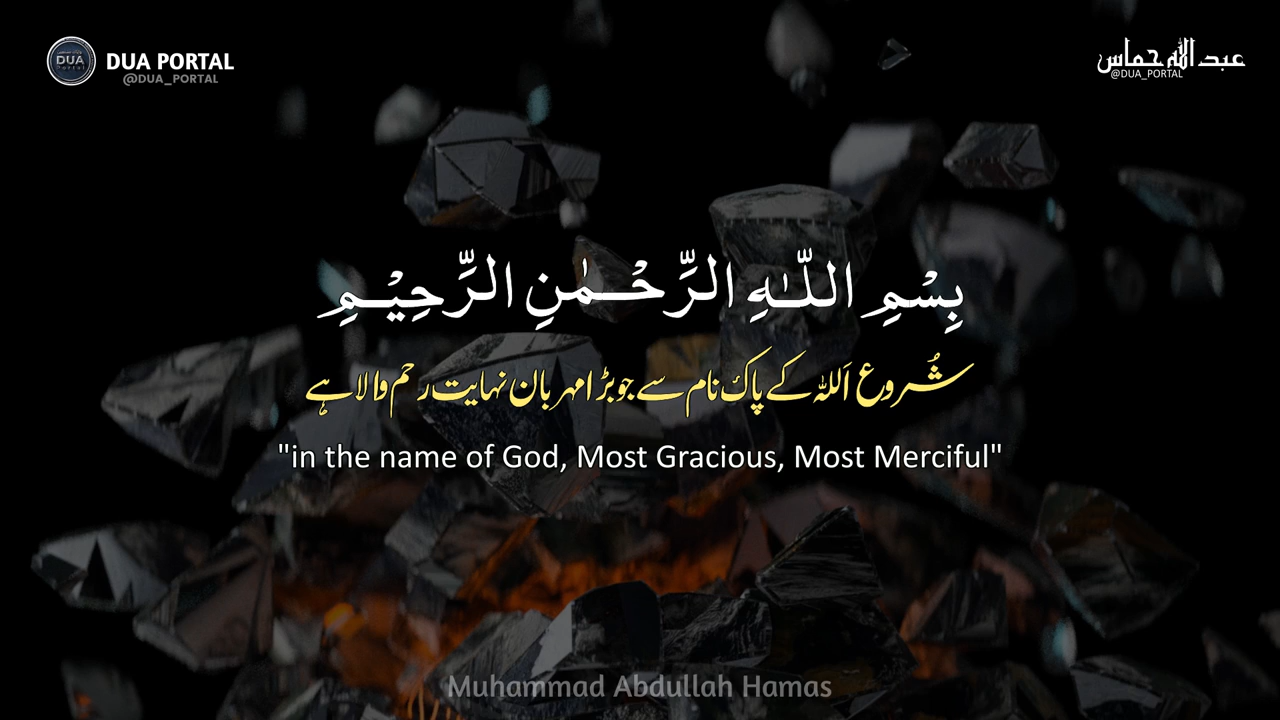 DUA PORTAL
@DUA_PORTAL
عبد الله حماس
@DUA_PORTAL
بِسْمِ اللّٰهِ الرَّحْمٰنِ الرَّحِيْمِ
شُروع اَللہ کے پاک نام سے جو بڑا مہربان نہایت رحم والا ہے
"in the name of God, Most Gracious, Most Merciful"
Muhammad Abdullah Hamas